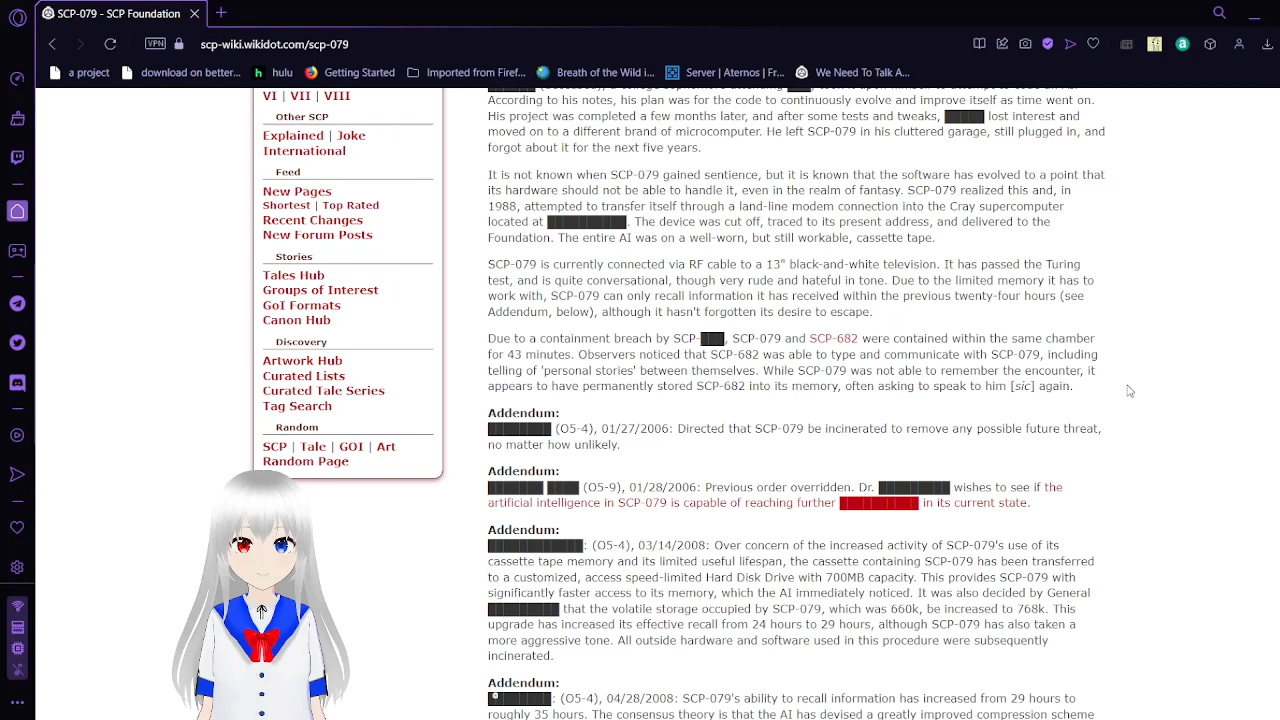 SCP-079 - SCP Foundation
VPN
scp-wiki.wikidot.com/scp-079
a project
download on better...
hulu
Getting Started
Imported from Firef...
Breath of the Wild i...
Server | Aternos | Fr...
We Need To Talk A...
VI | VII | VIII
Other SCP
Explained | Joke
International
Feed
New Pages
Shortest | Top Rated
Recent Changes
New Forum Posts
Stories
Tales Hub
Groups of Interest
GoI Formats
Canon Hub
Discovery
Artwork Hub
Curated Lists
Curated Tale Series
Tag Search
Random
SCP | Tale | GOI | Art
Random Page
According to his notes, his plan was for the code to continuously evolve and improve itself as time went on.
His project was completed a few months later, and after some tests and tweaks, █████ lost interest and
moved on to a different brand of microcomputer. He left SCP-079 in his cluttered garage, still plugged in, and
forgot about it for the next five years.
It is not known when SCP-079 gained sentience, but it is known that the software has evolved to a point that
its hardware should not be able to handle it, even in the realm of fantasy. SCP-079 realized this and, in
1988, attempted to transfer itself through a land-line modem connection into the Cray supercomputer
located at ██████████. The device was cut off, traced to its present address, and delivered to the
Foundation. The entire AI was on a well-worn, but still workable, cassette tape.
SCP-079 is currently connected via RF cable to a 13" black-and-white television. It has passed the Turing
test, and is quite conversational, though very rude and hateful in tone. Due to the limited memory it has to
work with, SCP-079 can only recall information it has received within the previous twenty-four hours (see
Addendum, below), although it hasn't forgotten its desire to escape.
Due to a containment breach by SCP-███, SCP-079 and SCP-682 were contained within the same chamber
for 43 minutes. Observers noticed that SCP-682 was able to type and communicate with SCP-079, including
telling of 'personal stories' between themselves. While SCP-079 was not able to remember the encounter, it
appears to have permanently stored SCP-682 into its memory, often asking to speak to him [sic] again.
Addendum:
████████ (O5-4), 01/27/2006: Directed that SCP-079 be incinerated to remove any possible future threat,
no matter how unlikely.
Addendum:
███████ ████ (O5-9), 01/28/2006: Previous order overridden. Dr. █████████ wishes to see if the
artificial intelligence in SCP-079 is capable of reaching further ██████████ in its current state.
Addendum:
████████████: (O5-4), 03/14/2008: Over concern of the increased activity of SCP-079's use of its
cassette tape memory and its limited useful lifespan, the cassette containing SCP-079 has been transferred
to a customized, access speed-limited Hard Disk Drive with 700MB capacity. This provides SCP-079 with
significantly faster access to its memory, which the AI immediately noticed. It was also decided by General
█████████ that the volatile storage occupied by SCP-079, which was 660k, be increased to 768k. This
upgrade has increased its effective recall from 24 hours to 29 hours, although SCP-079 has also taken a
more aggressive tone. All outside hardware and software used in this procedure were subsequently
incinerated.
Addendum:
████████: (O5-4), 04/28/2008: SCP-079's ability to recall information has increased from 29 hours to
roughly 35 hours. The consensus theory is that the AI has devised a greatly improved compression scheme